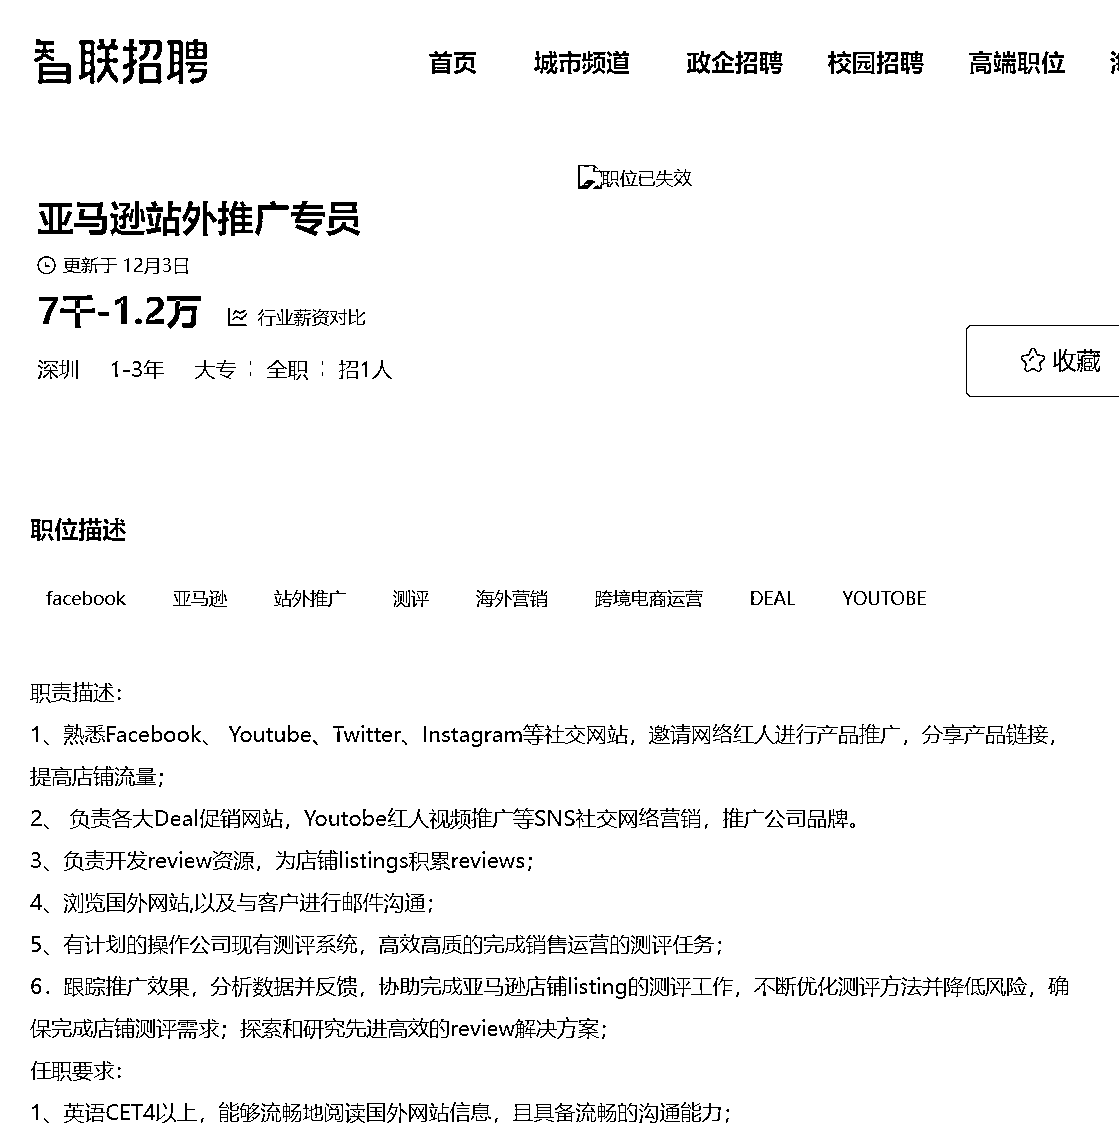 智联招聘
首页 城市频道 政企招聘 校园招聘 高端职位
职位已失效
亚马逊站外推广专员
更新于 12月3日
7千-1.2万 行业薪资对比
深圳 1-3年 大专 全职 招1人
收藏
职位描述
facebook 亚马逊 站外推广 测评 海外营销 跨境电商运营 DEAL YOUTOBE
职责描述：
1、熟悉Facebook、 Youtube、Twitter、Instagram等社交网站，邀请网络红人进行产品推广，分享产品链接，
提高店铺流量；
2、 负责各大Deal促销网站，Youtobe红人视频推广等SNS社交网络营销，推广公司品牌。
3、负责开发review资源，为店铺listings积累reviews；
4、浏览国外网站,以及与客户进行邮件沟通；
5、有计划的操作公司现有测评系统，高效高质的完成销售运营的测评任务；
6．跟踪推广效果，分析数据并反馈，协助完成亚马逊店铺listing的测评工作，不断优化测评方法并降低风险，确
保完成店铺测评需求；探索和研究先进高效的review解决方案；
任职要求：
1、英语CET4以上，能够流畅地阅读国外网站信息，且具备流畅的沟通能力；